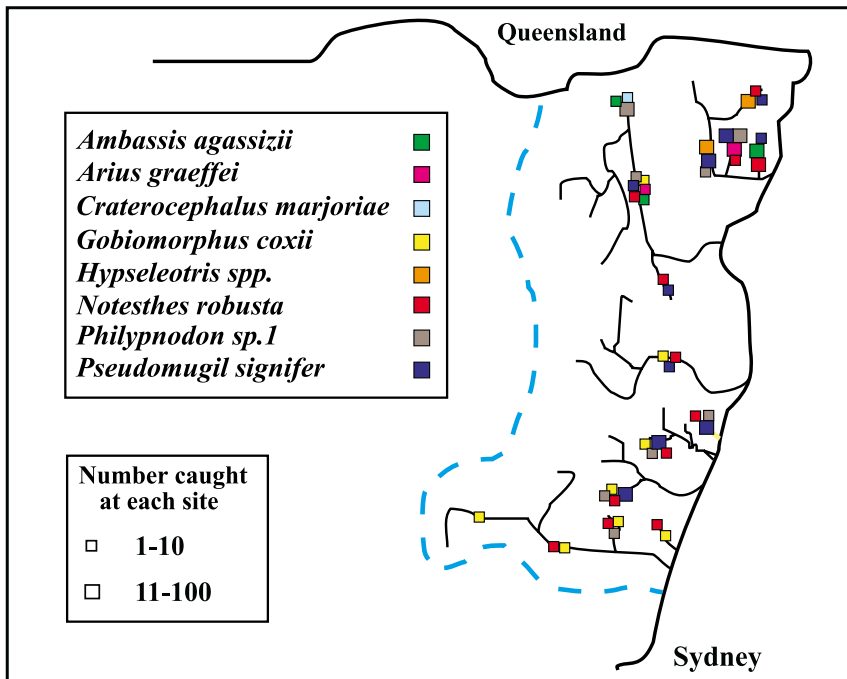 Queensland
Ambassis agassizii
Arius graeffei
Craterocephalus marjoriae
Gobiomorphus coxii
Hypseleotris spp.
Notesthes robusta
Philypnodon sp.1
Pseudomugil signifer
Number caught
at each site
1-10
11-100
Sydney